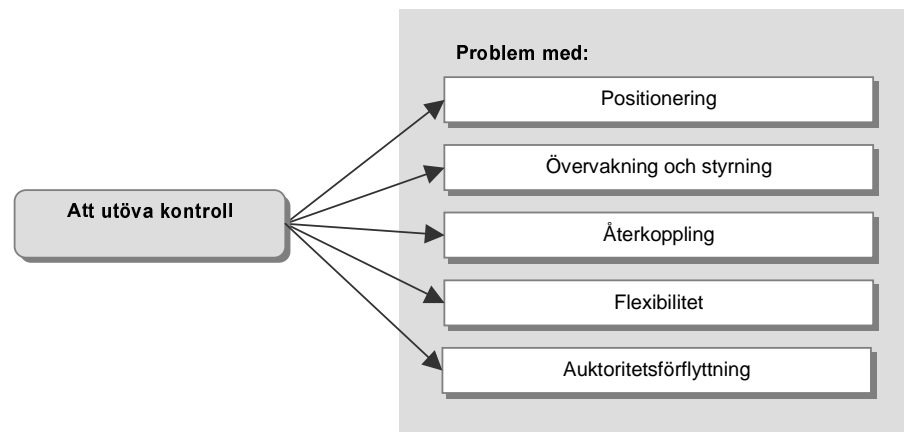 Problem med:
Positionering
Övervakning och styrning
Att utöva kontroll
Återkoppling
Flexibilitet
Auktoritetsförflyttning